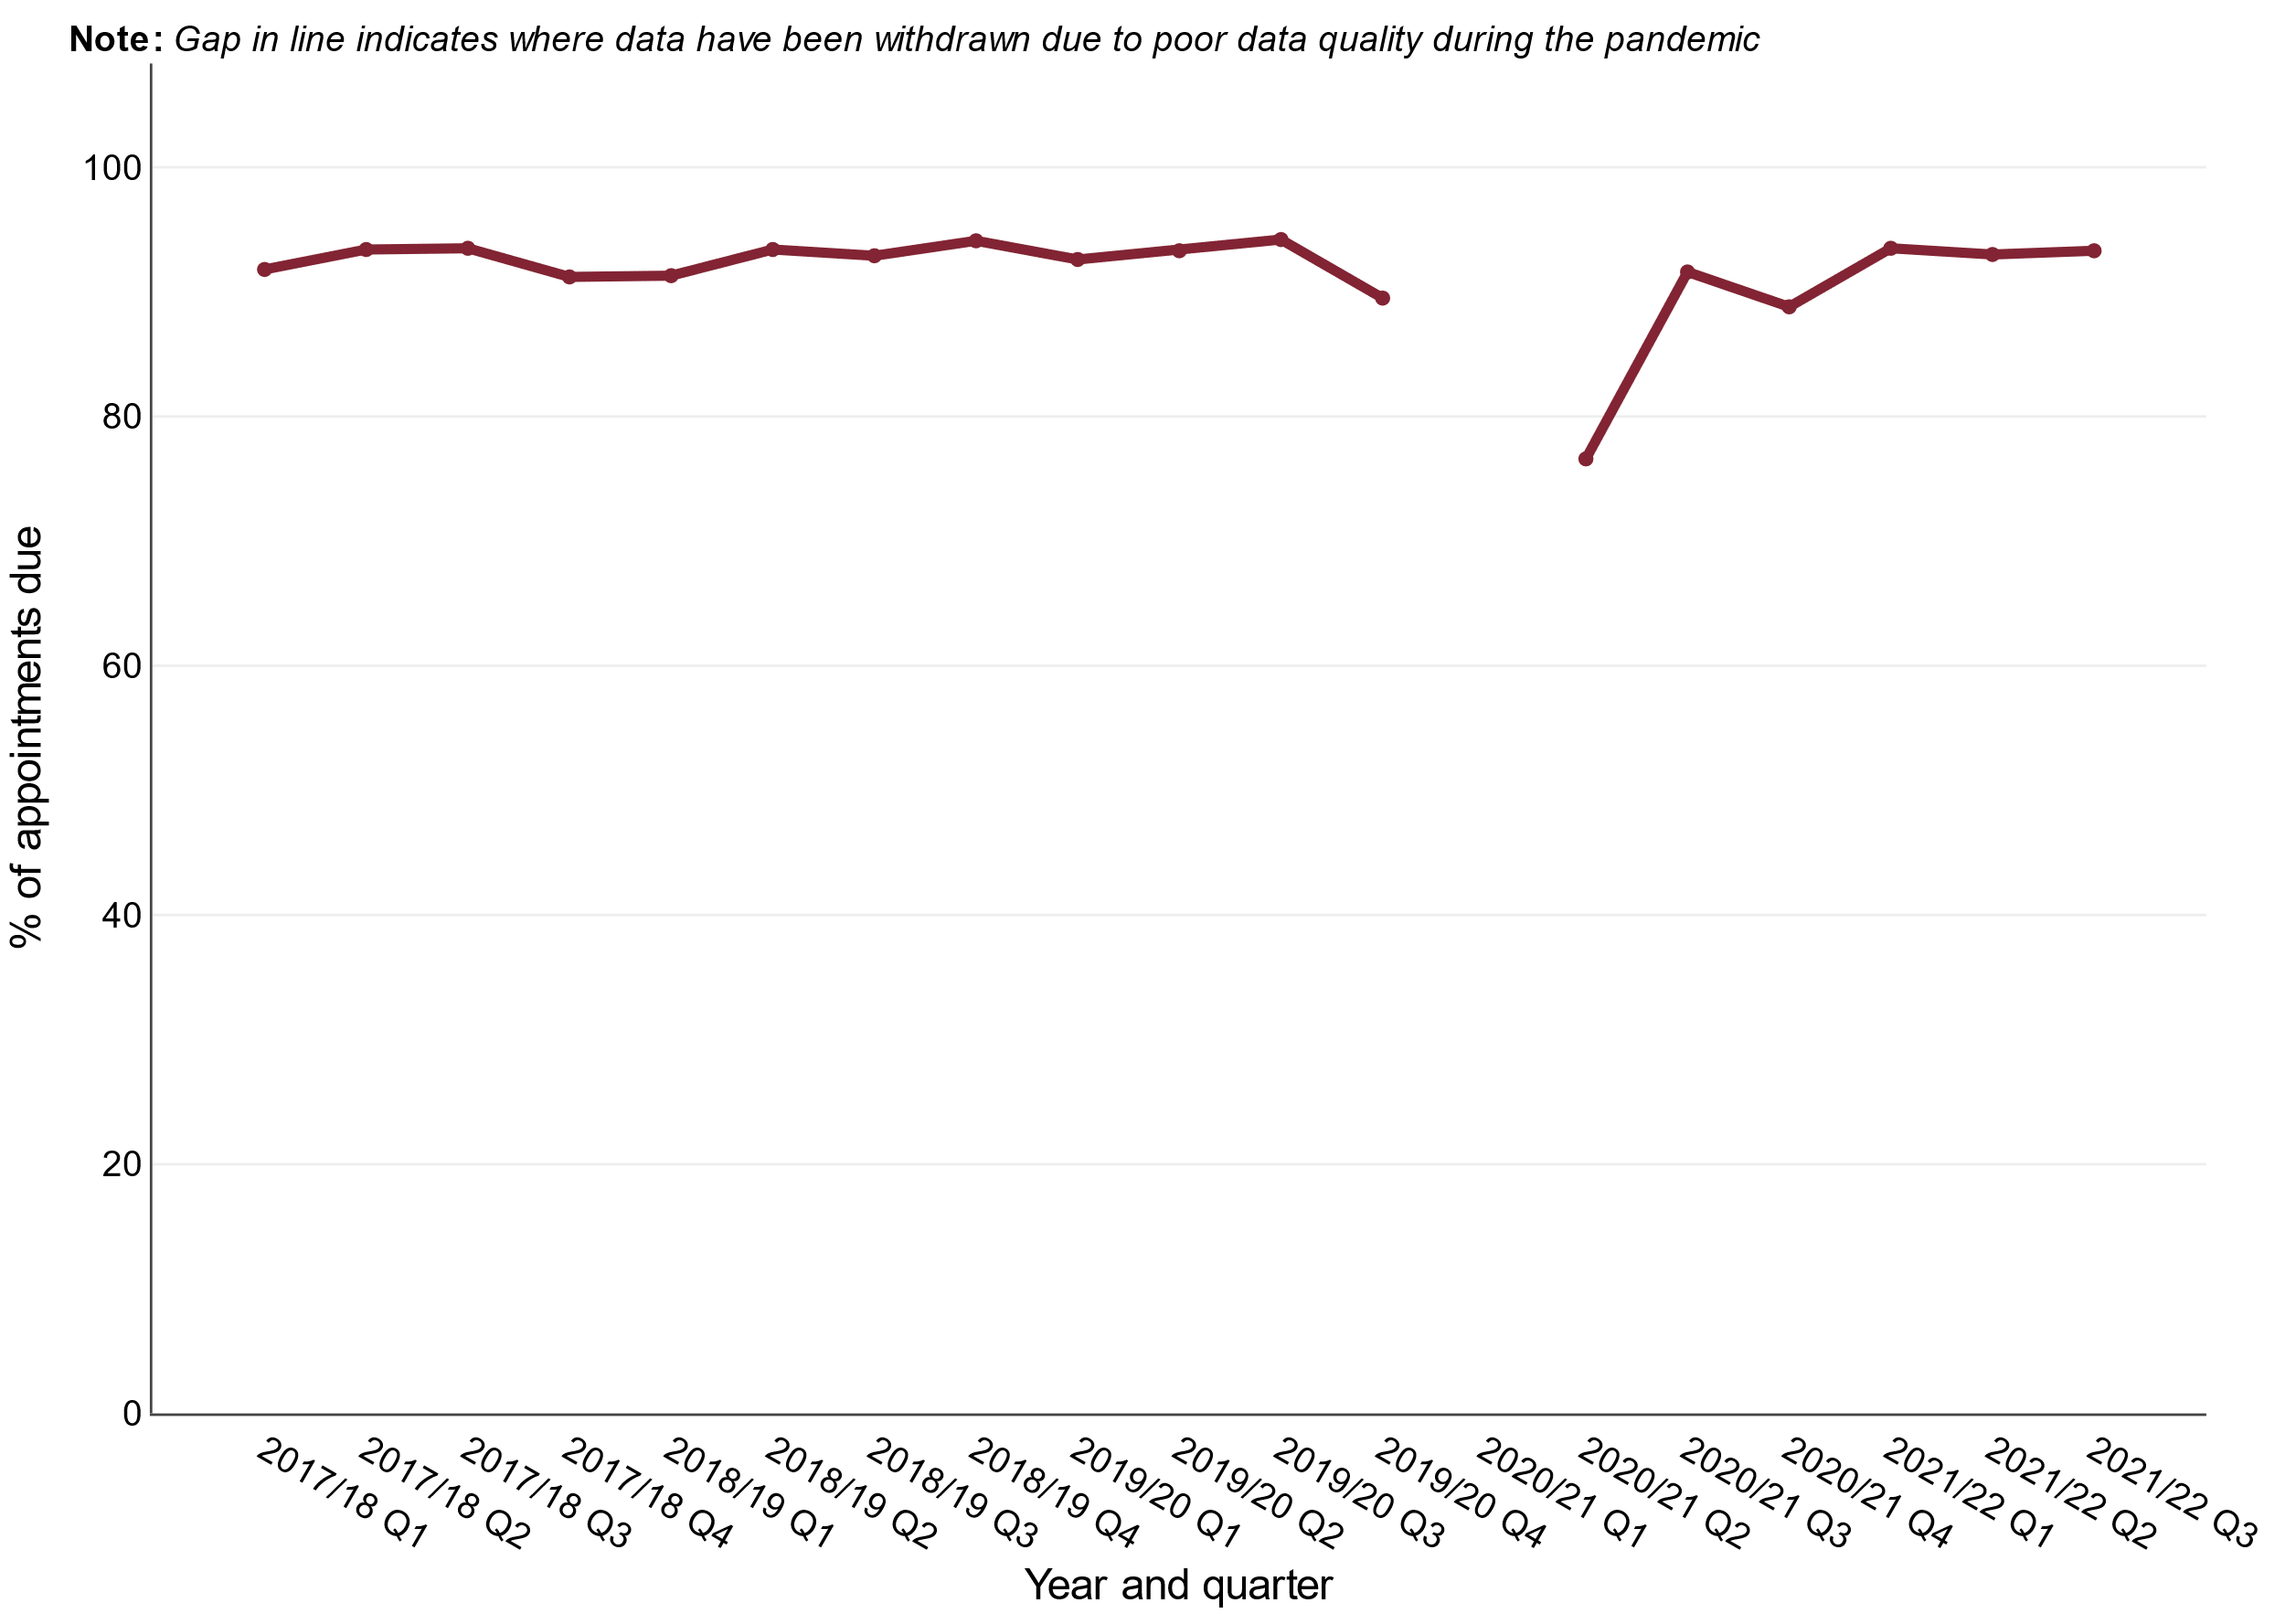 Note: Gap in line indicates where data have been withdrawn due to poor data quality during the pandemic
% of appointments due
100
80
60
40
20
0
2017/18 Q1
2017/18 Q2
2017/18 Q3
2017/18 Q4
2018/19 Q1
2018/19 Q2
2018/19 Q3
2018/19 Q4
2019/20 Q1
2019/20 Q2
2019/20 Q3
2019/20 Q4
2020/21 Q1
2020/21 Q2
2020/21 Q3
2020/21 Q4
2021/22 Q1
2021/22 Q2
2021/22 Q3
Year and quarter